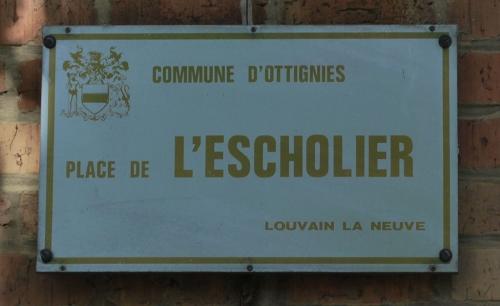 COMMUNE D'OTTIGNIES
PLACE DE L'ESCHOLIER
LOUVAIN LA NEUVE